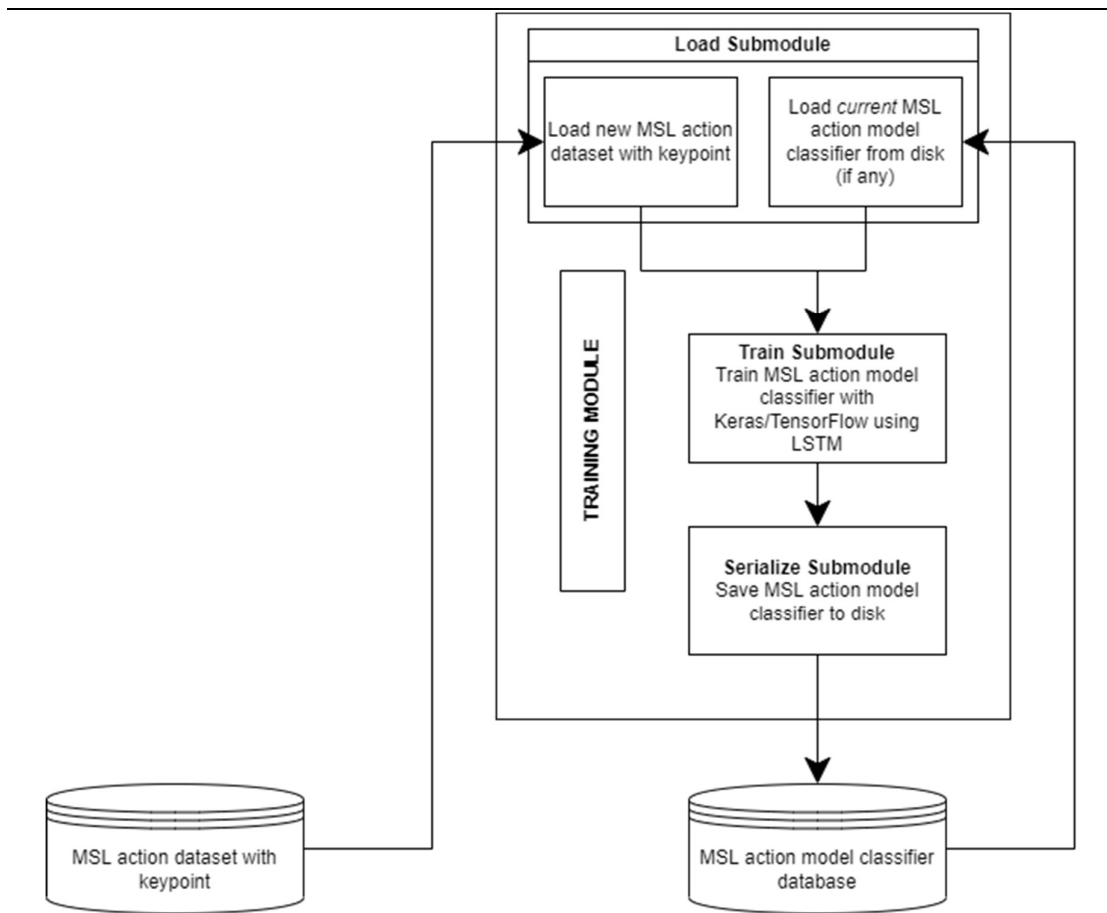 Load Submodule
Load new MSL action
dataset with keypoint
Load current MSL
action model
classifier from disk
(if any)
TRAINING MODULE
Train Submodule
Train MSL action model
classifier with
Keras/TensorFlow using
LSTM
Serialize Submodule
Save MSL action model
classifier to disk
MSL action dataset with
keypoint
MSL action model classifier
database